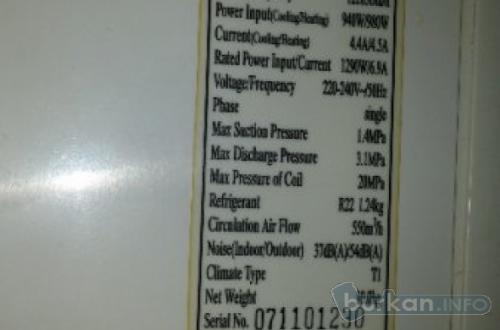 Power Input(Cooling/Heating) 940W/980W
Current(Cooling/Heating) 4.4A/4.5A
Rated Power Input/Current 1290W/6.9A
Voltage/Frequency 220-240V~/50Hz
Phase single
Max Suction Pressure 1.4MPa
Max Discharge Pressure 3.1MPa
Max Pressure of Coil 20MPa
Refrigerant R22 1.24kg
Circulation Air Flow 550m³/h
Noise(Indoor/Outdoor) 37dB(A)/54dB(A)
Climate Type T1
Net Weight
burkan.INFO
Serial No. 071101290